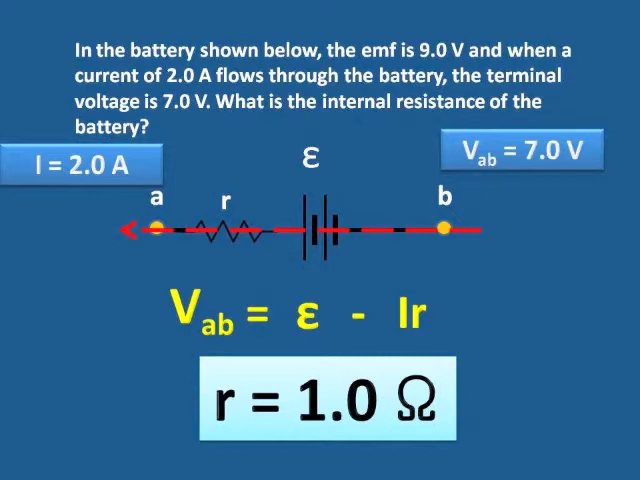 In the battery shown below, the emf is 9.0 V and when a
current of 2.0 A flows through the battery, the terminal
voltage is 7.0 V. What is the internal resistance of the
battery?
I = 2.0 A
ε
Vab = 7.0 V
a
r
b
Vab = ε - Ir
r = 1.0 Ω